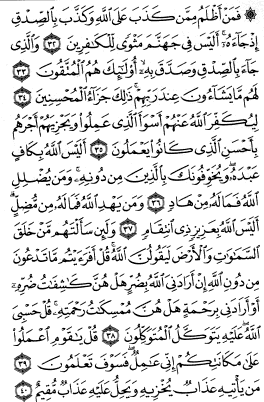 ۞ فَمَنْ أَظْلَمُ مِمَّن كَذَبَ عَلَى ٱللَّهِ وَكَذَّبَ بِٱلصِّدْقِ
إِذْ جَآءَهُۥٓ أَلَيْسَ فِى جَهَنَّمَ مَثْوًى لِّلْكَٰفِرِينَ ٣٢ وَٱلَّذِى
جَآءَ بِٱلصِّدْقِ وَصَدَّقَ بِهِۦٓ أُو۟لَٰٓئِكَ هُمُ ٱلْمُتَّقُونَ ٣٣
لَهُم مَّا يَشَآءُونَ عِندَ رَبِّهِمْ ذَٰلِكَ جَزَآءُ ٱلْمُحْسِنِينَ ٣٤
لِيُكَفِّرَ ٱللَّهُ عَنْهُمْ أَسْوَأَ ٱلَّذِى عَمِلُوا۟ وَيَجْزِيَهُمْ أَجْرَهُم
بِأَحْسَنِ ٱلَّذِى كَانُوا۟ يَعْمَلُونَ ٣٥ أَلَيْسَ ٱللَّهُ بِكَافٍ
عَبْدَهُۥ وَيُخَوِّفُونَكَ بِٱلَّذِينَ مِن دُونِهِۦ وَمَن يُضْلِلِ
ٱللَّهُ فَمَا لَهُۥ مِنْ هَادٍ ٣٦ وَمَن يَهْدِ ٱللَّهُ فَمَا لَهُۥ مِن مُّضِلٍّ
أَلَيْسَ ٱللَّهُ بِعَزِيزٍ ذِى ٱنتِقَامٍ ٣٧ وَلَئِن سَأَلْتَهُم مَّنْ خَلَقَ
ٱلسَّمَٰوَٰتِ وَٱلْأَرْضَ لَيَقُولُنَّ ٱللَّهُ قُلْ أَفَرَءَيْتُم مَّا تَدْعُونَ
مِن دُونِ ٱللَّهِ إِنْ أَرَادَنِىَ ٱللَّهُ بِضُرٍّ هَلْ هُنَّ كَٰشِفَٰتُ ضُرِّهِۦٓ
أَوْ أَرَادَنِى بِرَحْمَةٍ هَلْ هُنَّ مُمْسِكَٰتُ رَحْمَتِهِۦ قُلْ حَسْبِىَ
ٱللَّهُ عَلَيْهِ يَتَوَكَّلُ ٱلْمُتَوَكِّلُونَ ٣٨ قُلْ يَٰقَوْمِ ٱعْمَلُوا۟
عَلَىٰ مَكَانَتِكُمْ إِنِّى عَٰمِلٌ فَسَوْفَ تَعْلَمُونَ ٣٩
مَن يَأْتِيهِ عَذَابٌ يُخْزِيهِ وَيَحِلُّ عَلَيْهِ عَذَابٌ مُّقِيمٌ ٤٠